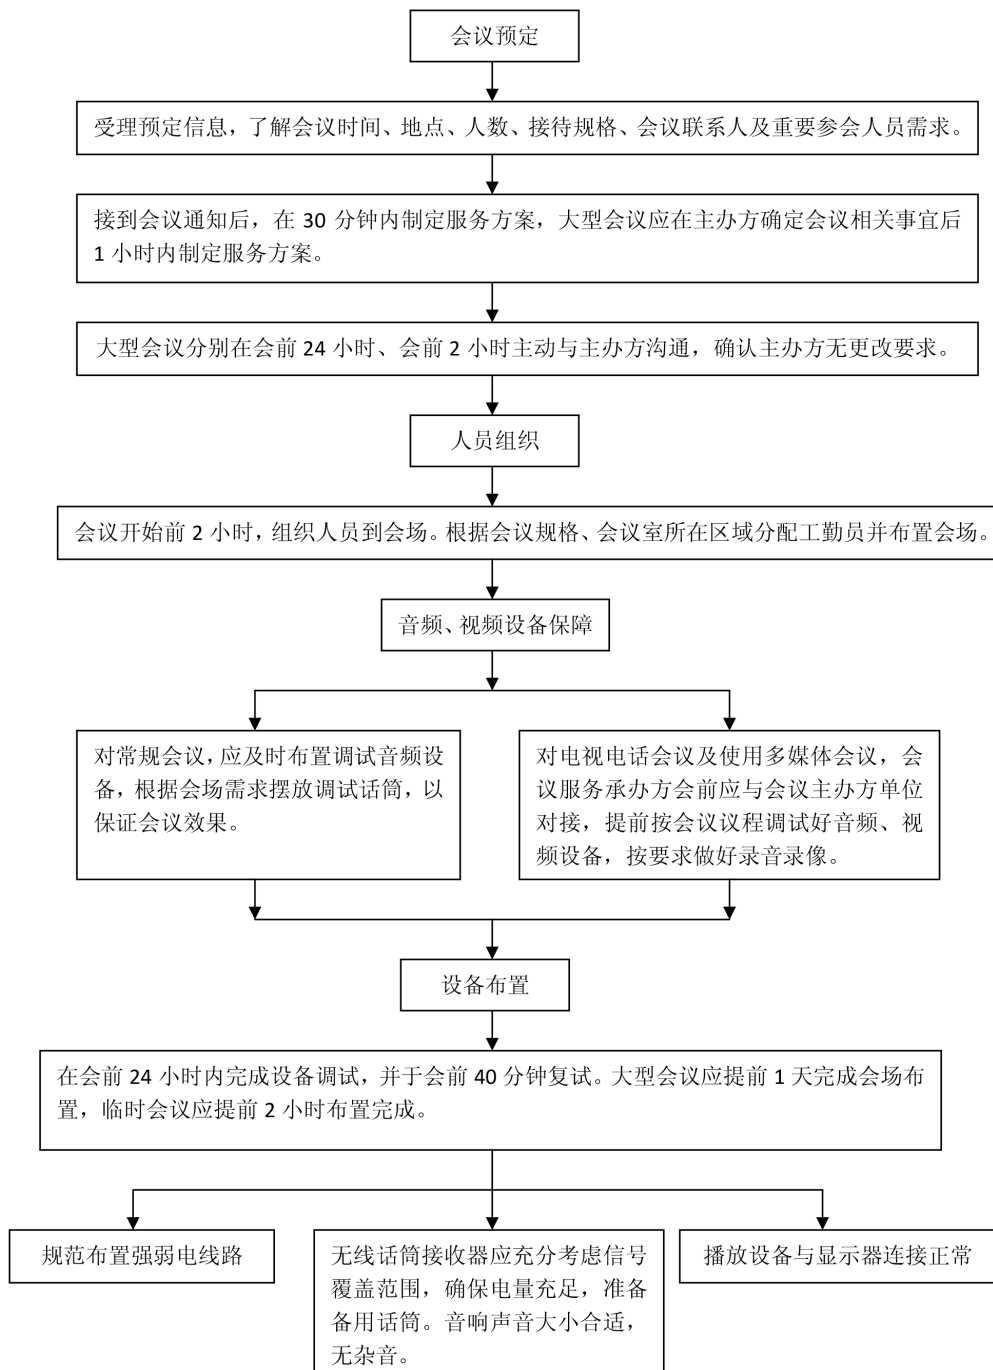 会议预定
受理预定信息，了解会议时间、地点、人数、接待规格、会议联系人及重要参会人员需求。
接到会议通知后，在 30 分钟内制定服务方案，大型会议应在主办方确定会议相关事宜后
1 小时内制定服务方案。
大型会议分别在会前 24 小时、会前 2 小时主动与主办方沟通，确认主办方无更改要求。
人员组织
会议开始前 2 小时，组织人员到会场。根据会议规格、会议室所在区域分配工勤员并布置会场。
音频、视频设备保障
对常规会议，应及时布置调试音频设
备，根据会场需求摆放调试话筒，以
保证会议效果。
对电视电话会议及使用多媒体会议，会
议服务承办方会前应与会议主办方单位
对接，提前按会议议程调试好音频、视
频设备，按要求做好录音录像。
设备布置
在会前 24 小时内完成设备调试，并于会前 40 分钟复试。大型会议应提前 1 天完成会场布
置，临时会议应提前 2 小时布置完成。
规范布置强弱电线路
无线话筒接收器应充分考虑信号
覆盖范围，确保电量充足，准备
备用话筒。音响声音大小合适，
无杂音。
播放设备与显示器连接正常